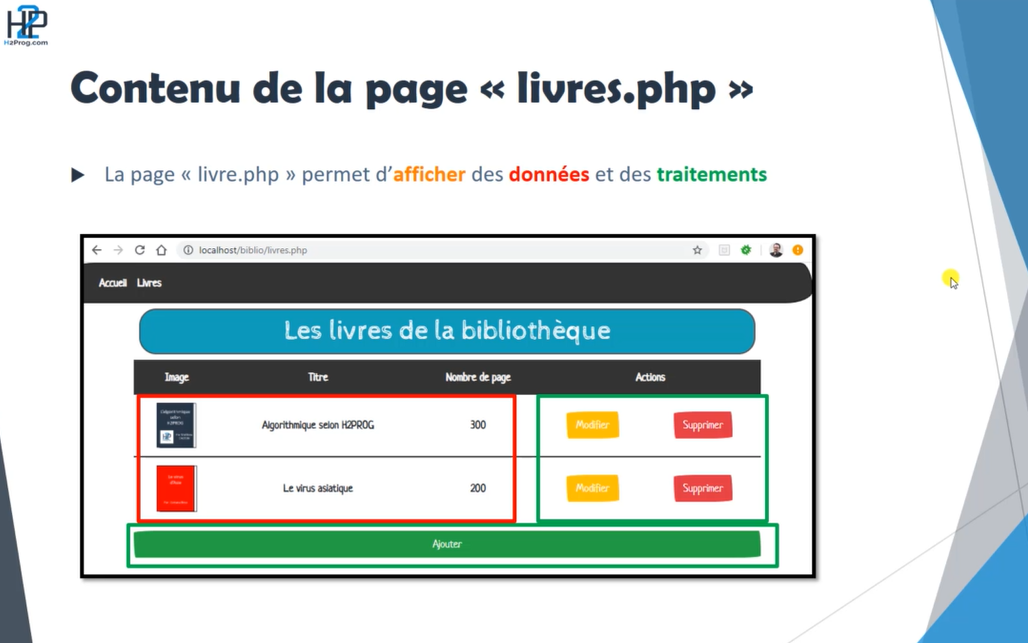 H2P
H2Prog.com
Contenu de la page « livres.php »
La page « livre.php » permet d’afficher des données et des traitements
localhost/biblio/livres.php
Accueil Livres
Les livres de la bibliothèque
Image Titre Nombre de page Actions
Algorithmique selon H2PROG 300 Modifier Supprimer
Le virus asiatique 200 Modifier Supprimer
Ajouter